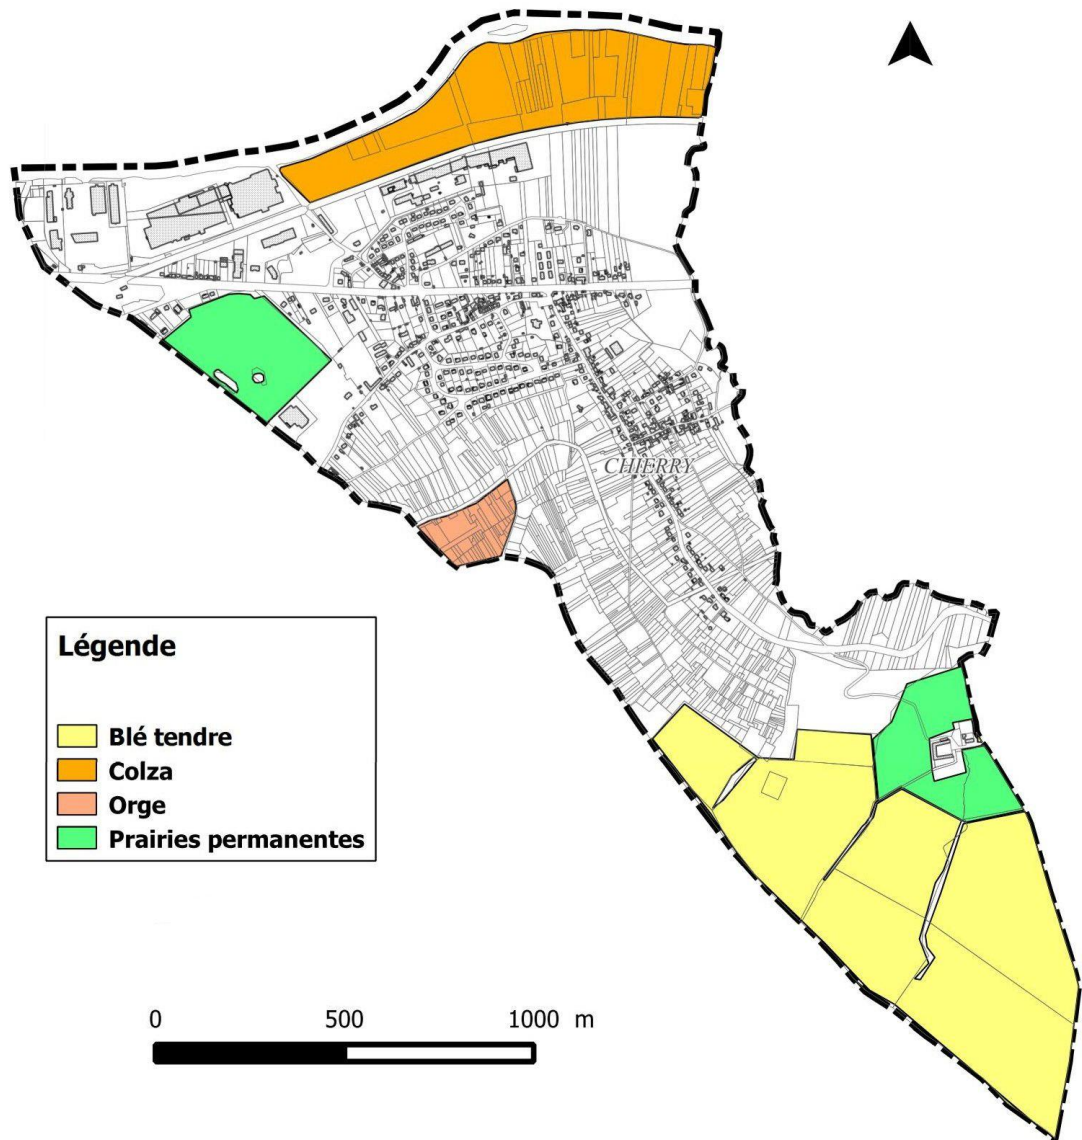 CHIERRY
Légende
Blé tendre
Colza
Orge
Prairies permanentes
0 500 1000 m